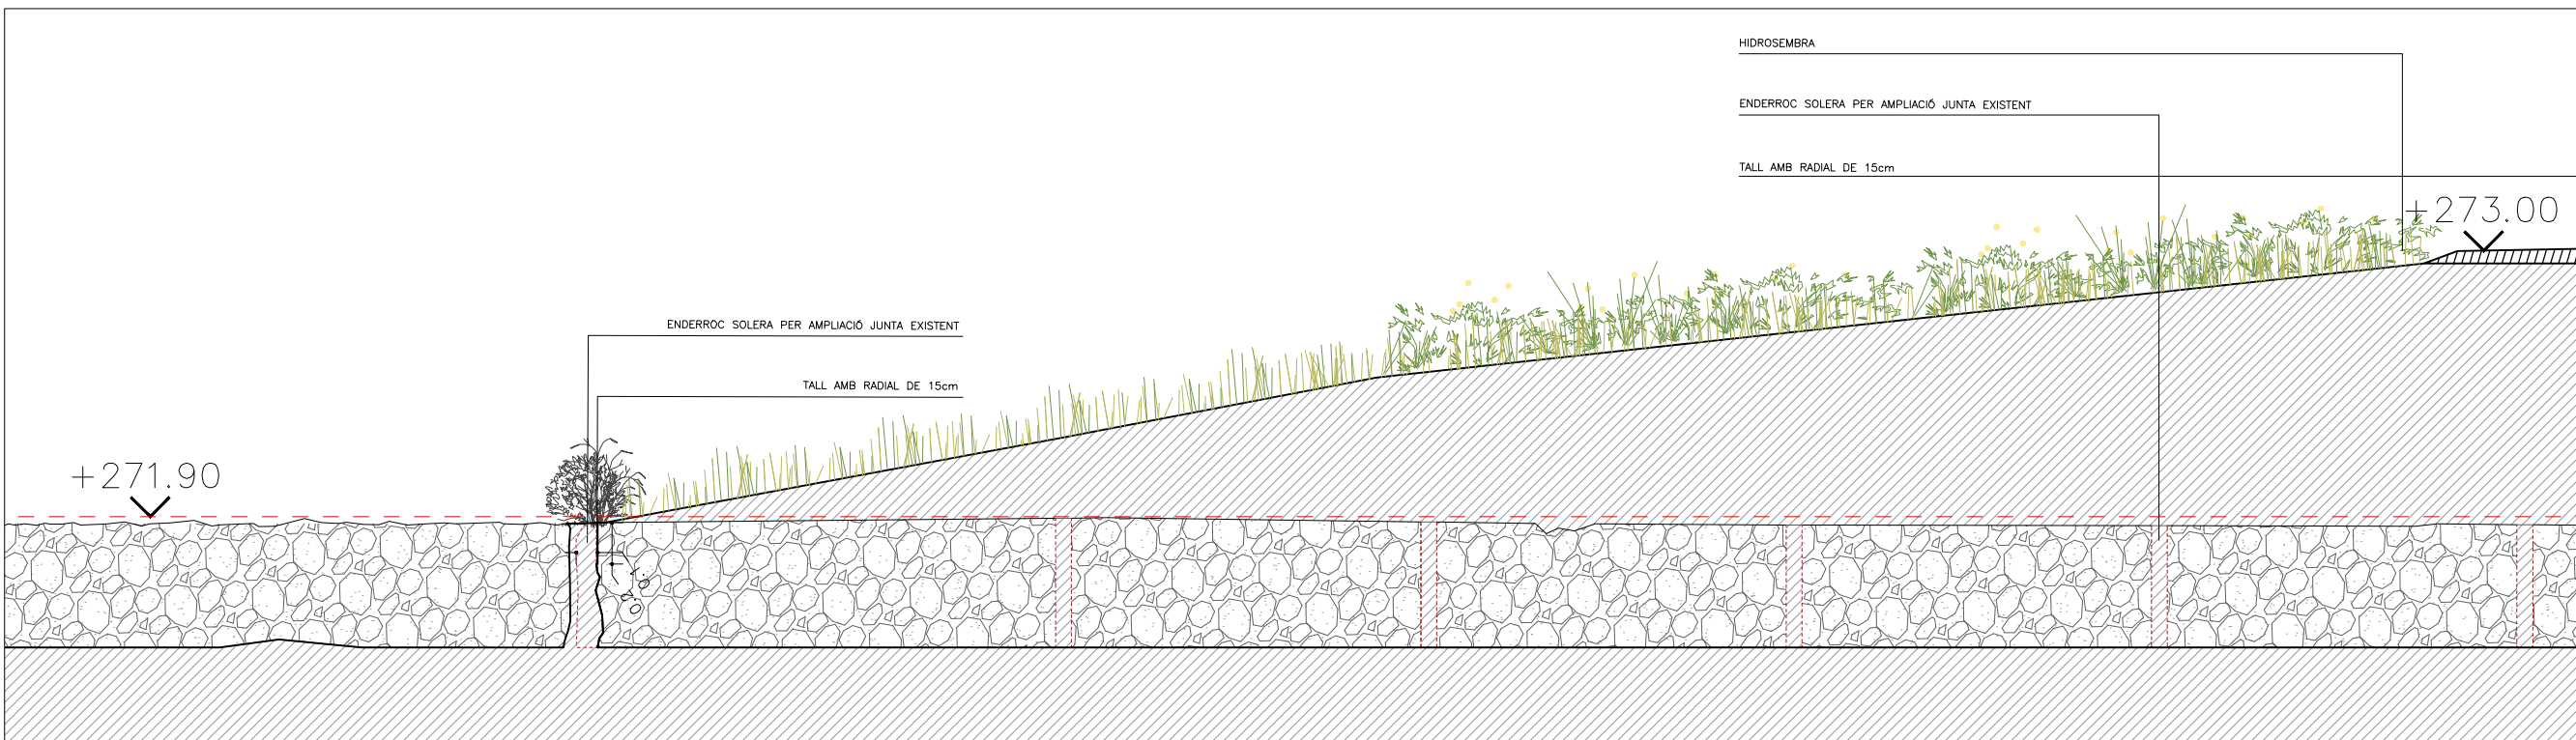 HIDROSEMBRA
ENDERROC SOLERA PER AMPLIACIÓ JUNTA EXISTENT
TALL AMB RADIAL DE 15cm
+273.00
ENDERROC SOLERA PER AMPLIACIÓ JUNTA EXISTENT
TALL AMB RADIAL DE 15cm
+271.90